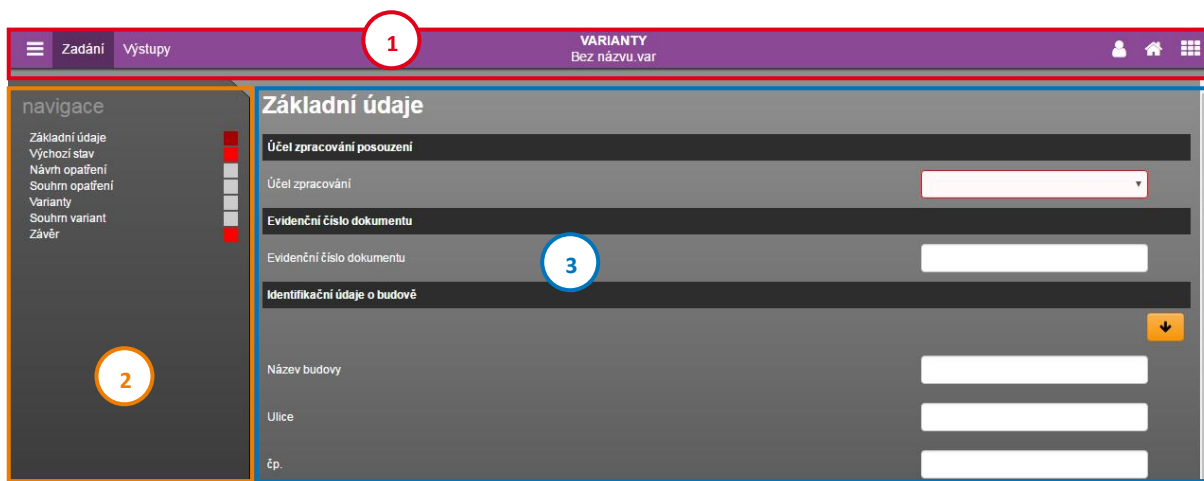 Zadání Výstupy
1
VARIANTY
Bez názvu.var
navigace
Základní údaje
Výchozí stav
Návrh opatření
Souhrn opatření
Varianty
Souhrn variant
Závěr
2
Základní údaje
Účel zpracování posouzení
Účel zpracování
Evidenční číslo dokumentu
Evidenční číslo dokumentu
3
Identifikační údaje o budově
Název budovy
Ulice
čp.